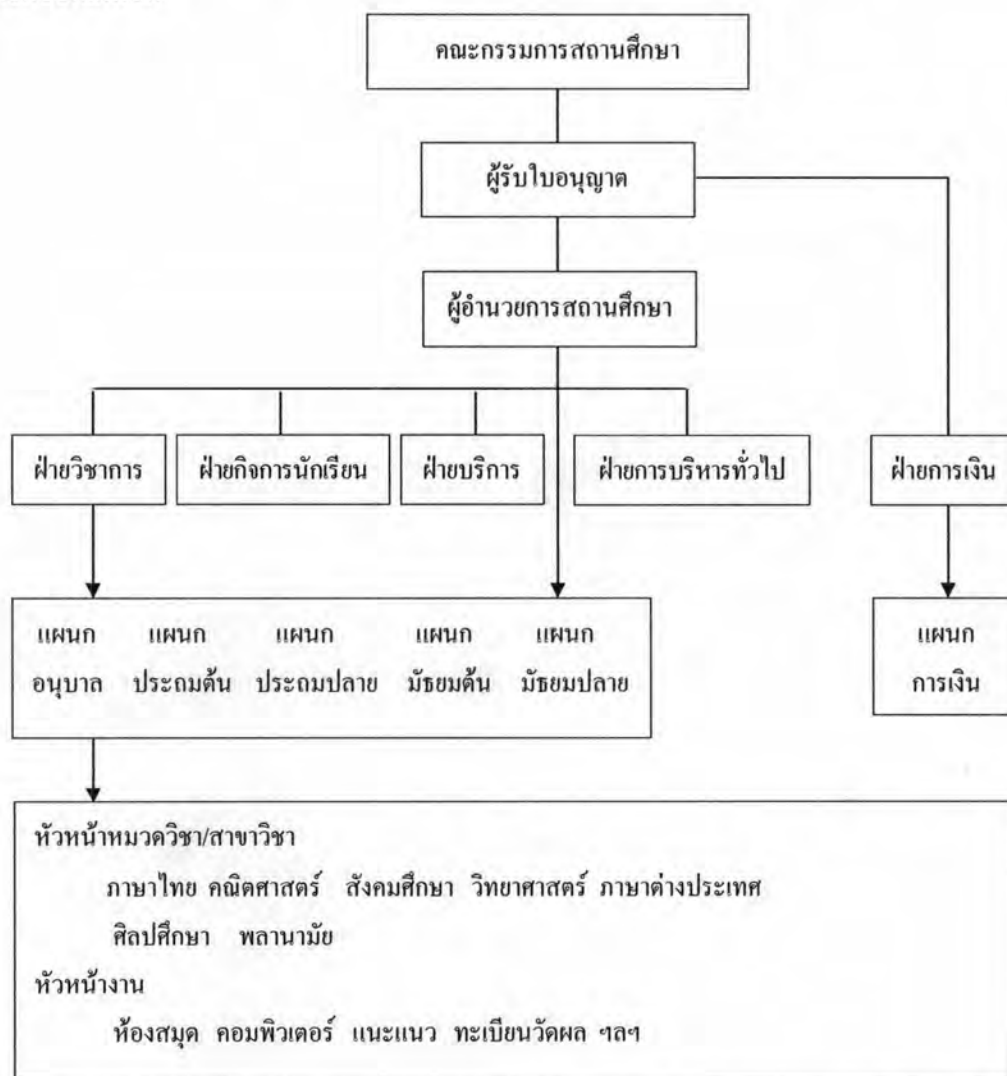 คณะกรรมการสถานศึกษา
ผู้รับใบอนุญาต
ผู้อำนวยการสถานศึกษา
ฝ่ายวิชาการ ฝ่ายกิจการนักเรียน ฝ่ายบริการ ฝ่ายการบริหารทั่วไป ฝ่ายการเงิน
แผนก แผนก แผนก แผนก แผนก แผนก
อนุบาล ประถมต้น ประถมปลาย มัธยมต้น มัธยมปลาย การเงิน
หัวหน้าหมวดวิชา/สาขาวิชา
ภาษาไทย คณิตศาสตร์ สังคมศึกษา วิทยาศาสตร์ ภาษาต่างประเทศ
ศิลปศึกษา พลานามัย
หัวหน้างาน
ห้องสมุด คอมพิวเตอร์ แนะแนว ทะเบียนวัดผล ฯลฯ